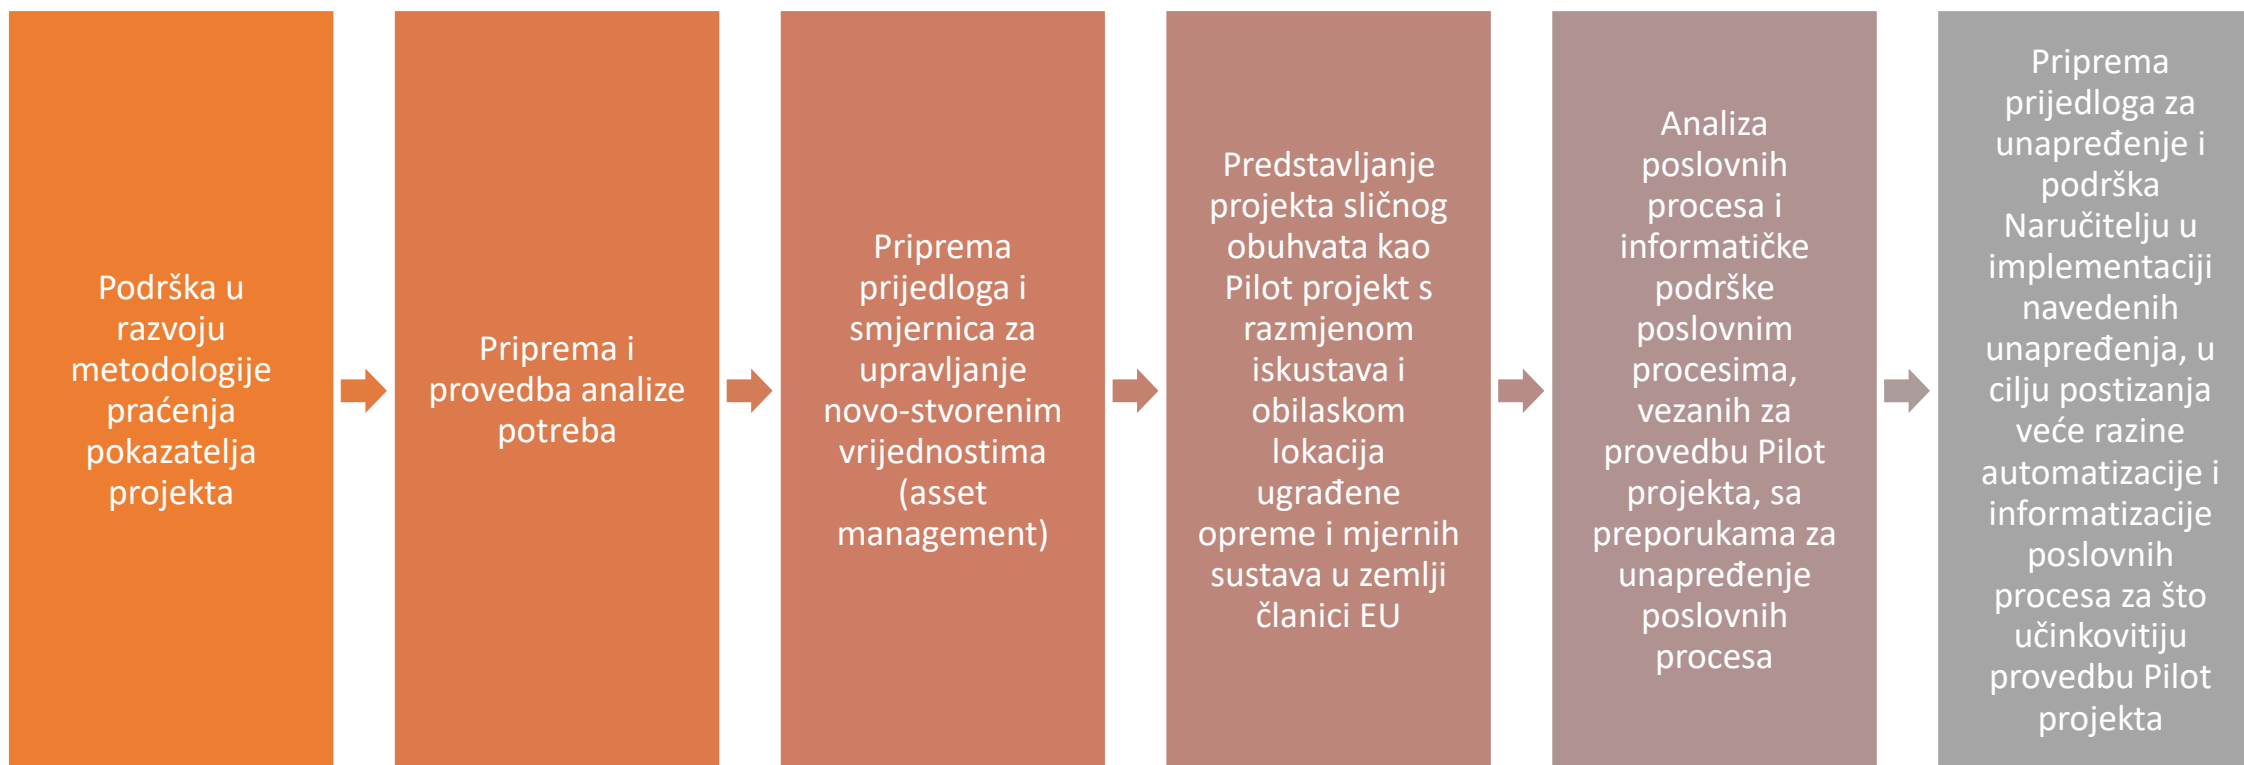 Podrška u
razvoju
metodologije
praćenja
pokazatelja
projekta
Priprema i
provedba analize
potreba
Priprema
prijedloga i
smjernica za
upravljanje
novo-stvorenim
vrijednostima
(asset
management)
Predstavljanje
projekta sličnog
obuhvata kao
Pilot projekt s
razmjenom
iskustava i
obilaskom
lokacija
ugrađene
opreme i mjernih
sustava u zemlji
članici EU
Analiza
poslovnih
procesa i
informatičke
podrške
poslovnim
procesima,
vezanih za
provedbu Pilot
projekta, sa
preporukama za
unapređenje
poslovnih
procesa
Priprema
prijedloga za
unapređenje i
podrška
Naručitelju u
implementaciji
navedenih
unapređenja, u
cilju postizanja
veće razine
automatizacije i
informatizacije
poslovnih
procesa za što
učinkovitiju
provedbu Pilot
projekta